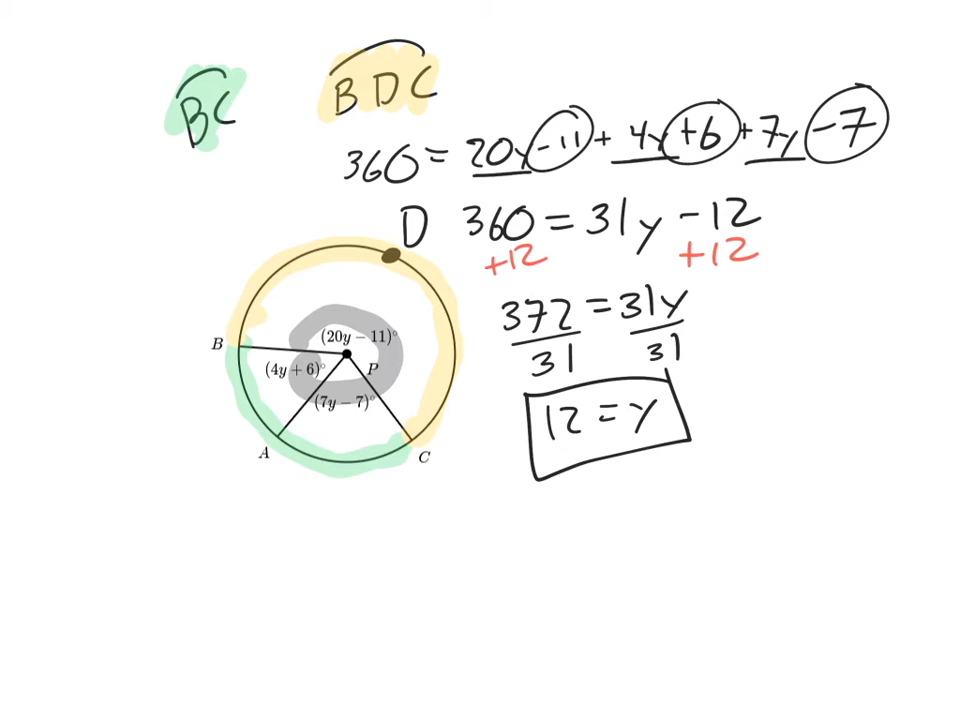 BC BDC
360 = 20y -11 + 4y +6 + 7y -7
D 360 = 31y -12
+12 +12
372 = 31y
31 31
12 = y
(20y − 11)°
B
(4y + 6)° P
(7y − 7)°
A C